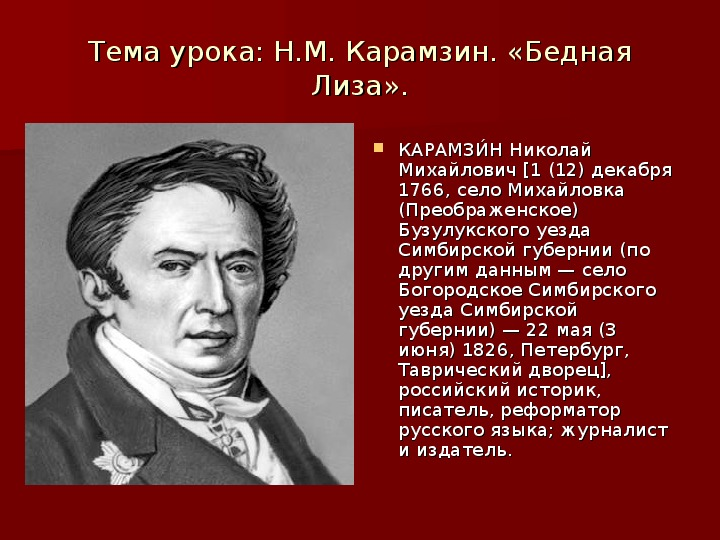 Тема урока: Н.М. Карамзин. «Бедная
Лиза».
КАРАМЗИ́Н Николай
Михайлович [1 (12) декабря
1766, село Михайловка
(Преображенское)
Бузулукского уезда
Симбирской губернии (по
другим данным — село
Богородское Симбирского
уезда Симбирской
губернии) — 22 мая (3
июня) 1826, Петербург,
Таврический дворец],
российский историк,
писатель, реформатор
русского языка; журналист
и издатель.